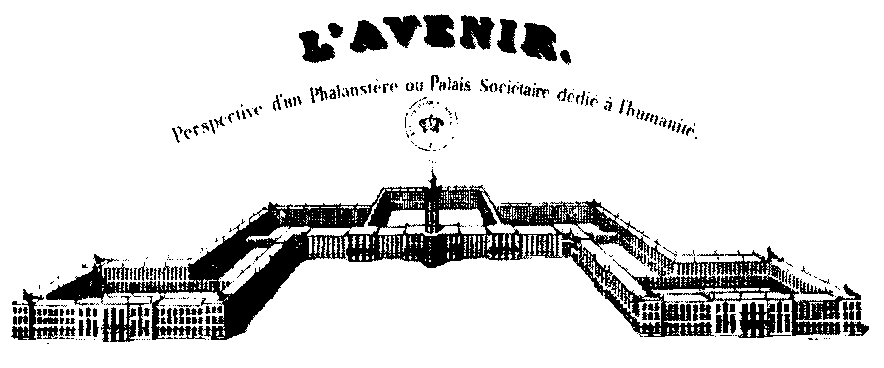 L'AVENIR.
Perspective d'un Phalanstère ou Palais Sociétaire dédié à l'humanité.